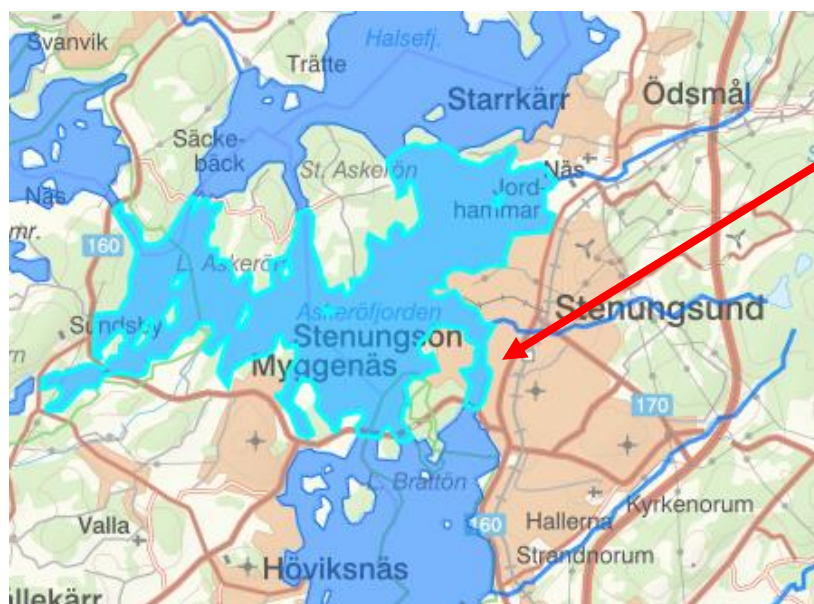 Svanvik
Halsefj.
Trätte
Starrkärr
Ödsmål
Säcke-
bäck
St. Askerön
Näs
Näs
Jord-
hammar
mr.
160
L. Askerön
Askeröfjorden
Stenungsund
Sundsby
Stenungsön
Myggenäs
170
L. Brattön
Valla
160
Hallerna
Kyrkenorum
Strandnorum
Höviksnäs
llekärr